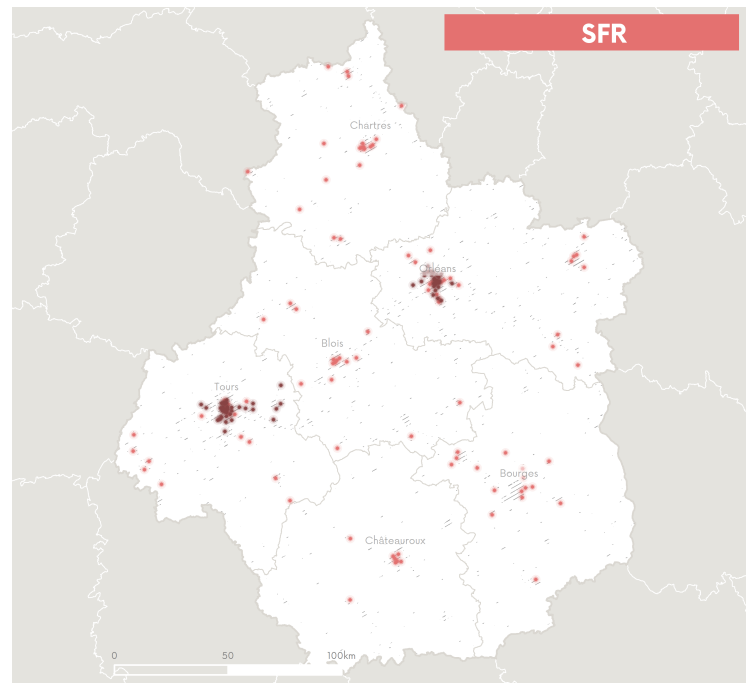 SFR
Chartres
Orléans
Blois
Tours
Bourges
Châteauroux
0 50 100km